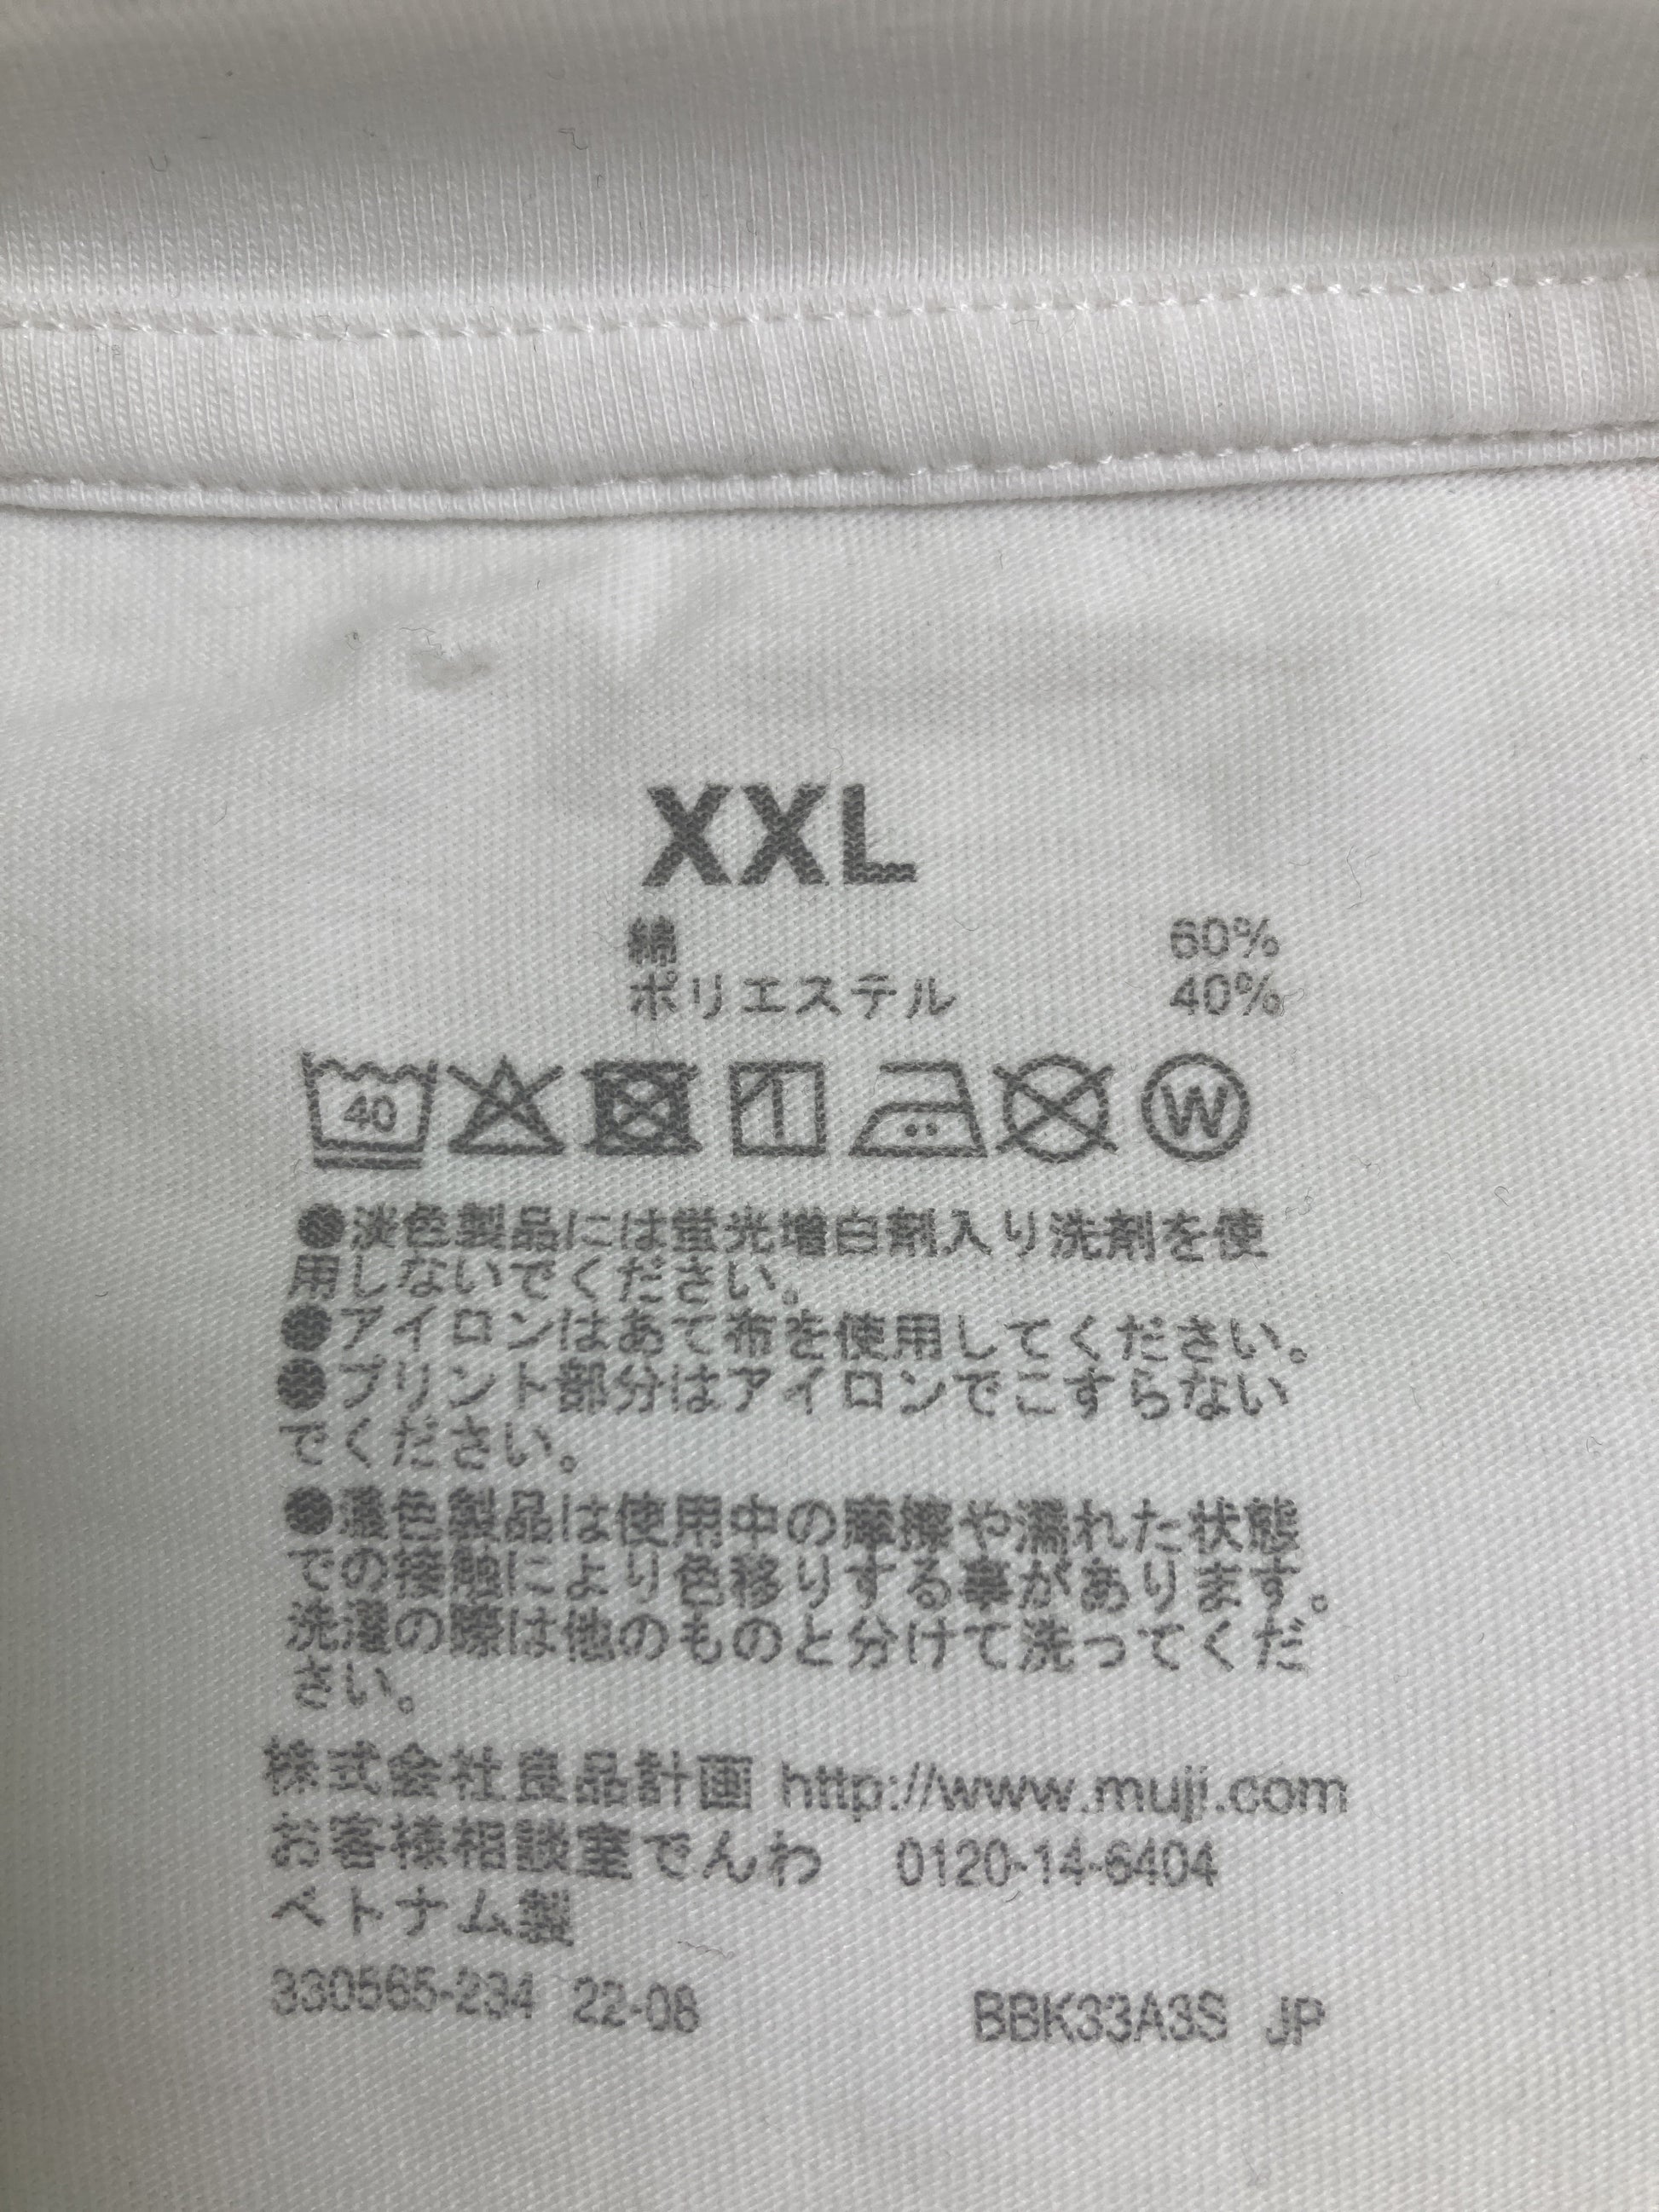 XXL
綿 60%
ポリエステル 40%
40 W
●淡色製品には蛍光増白剤入り洗剤を使
用しないでください。
●アイロンはあて布を使用してください。
●プリント部分はアイロンでこすらない
でください。
●濃色製品は使用中の摩擦や濡れた状態
での接触により色移りする事があります。
洗濯の際は他のものと分けて洗ってくだ
さい。
株式会社良品計画 http://www.muji.com
お客様相談室でんわ 0120-14-6404
ベトナム製
330565-234 22-08 BBK33A3S JP